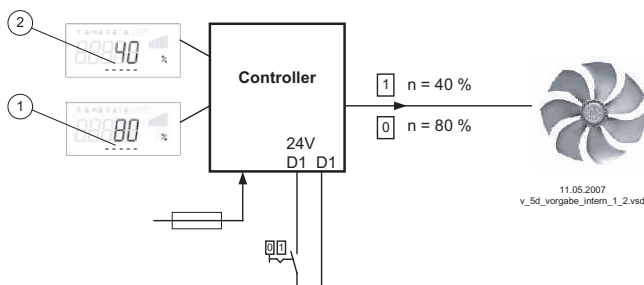 2
40
%
1
80
%
Controller
24V
D1 D1
1 n = 40 %
0 n = 80 %
0 1
11.05.2007
v_5d_vorgabe_intern_1_2.vsd